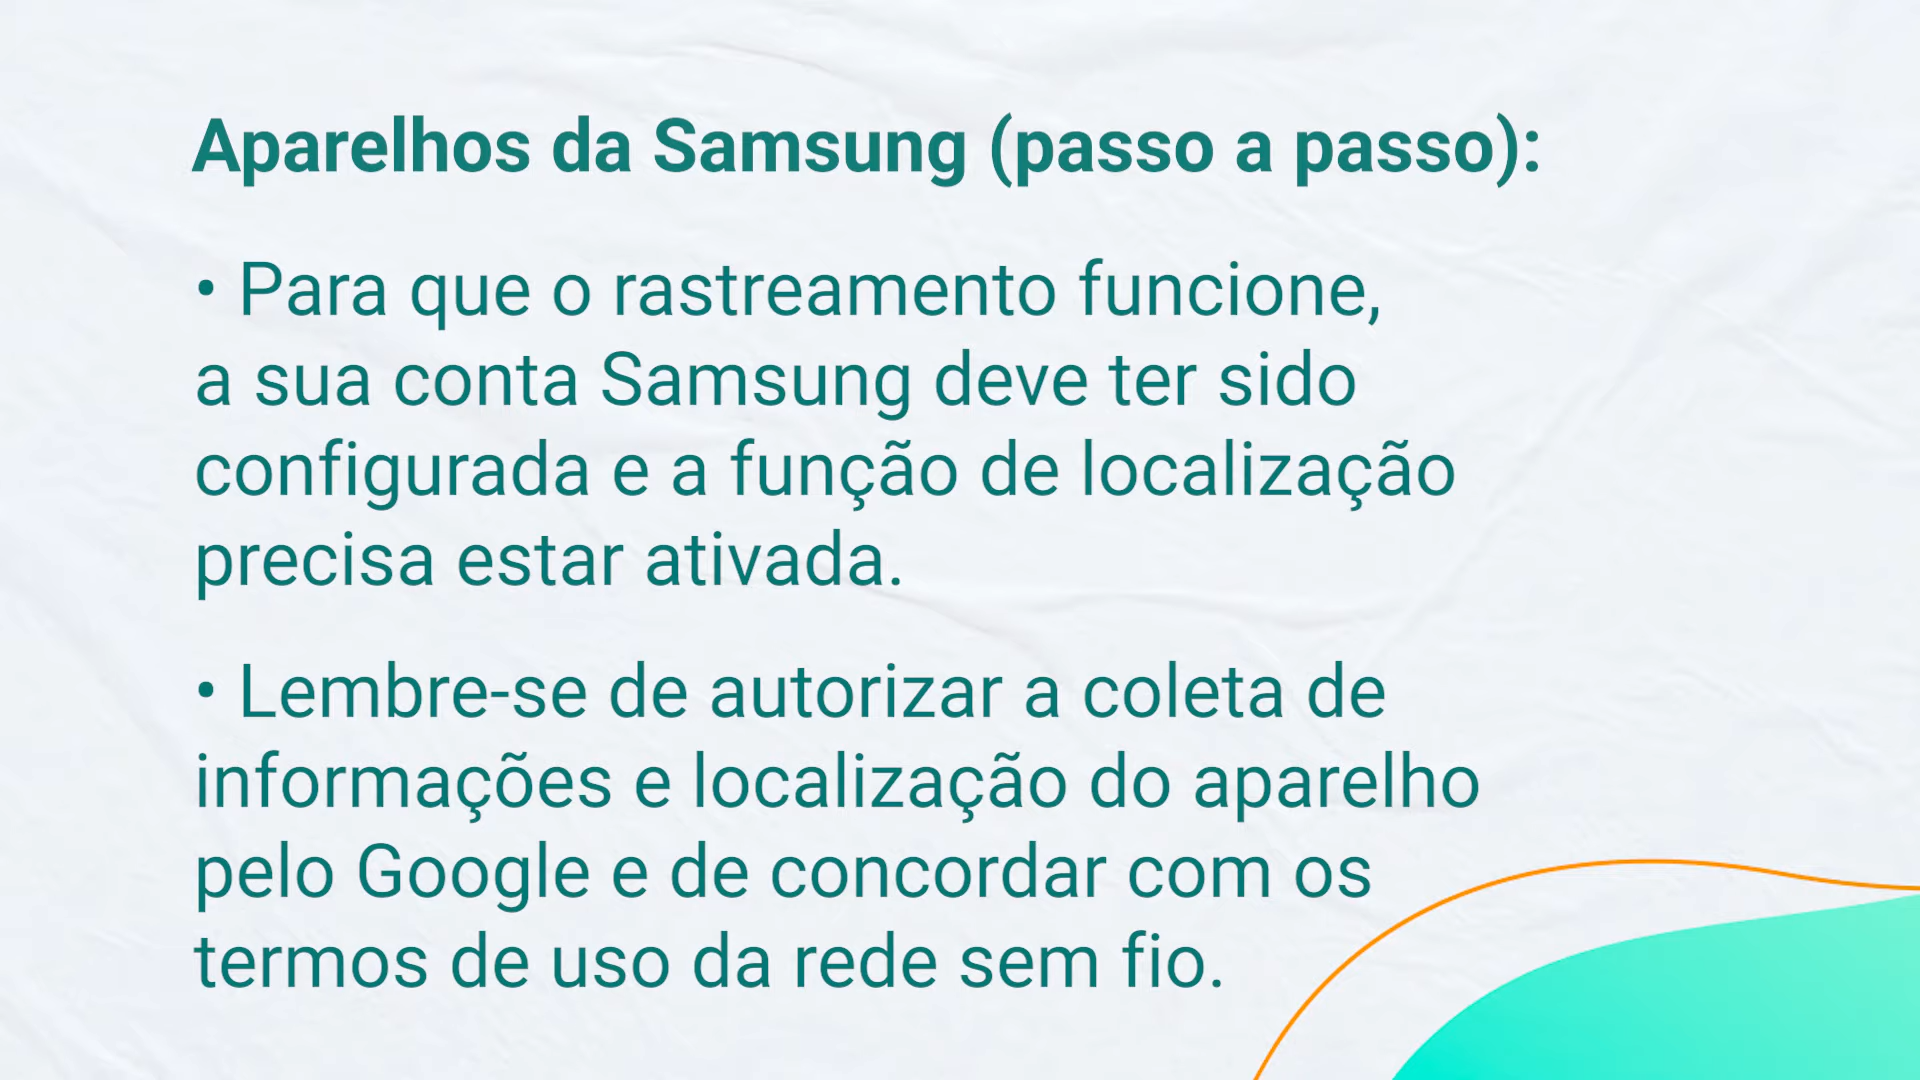 Aparelhos da Samsung (passo a passo):
• Para que o rastreamento funcione,
a sua conta Samsung deve ter sido
configurada e a função de localização
precisa estar ativada.
• Lembre-se de autorizar a coleta de
informações e localização do aparelho
pelo Google e de concordar com os
termos de uso da rede sem fio.